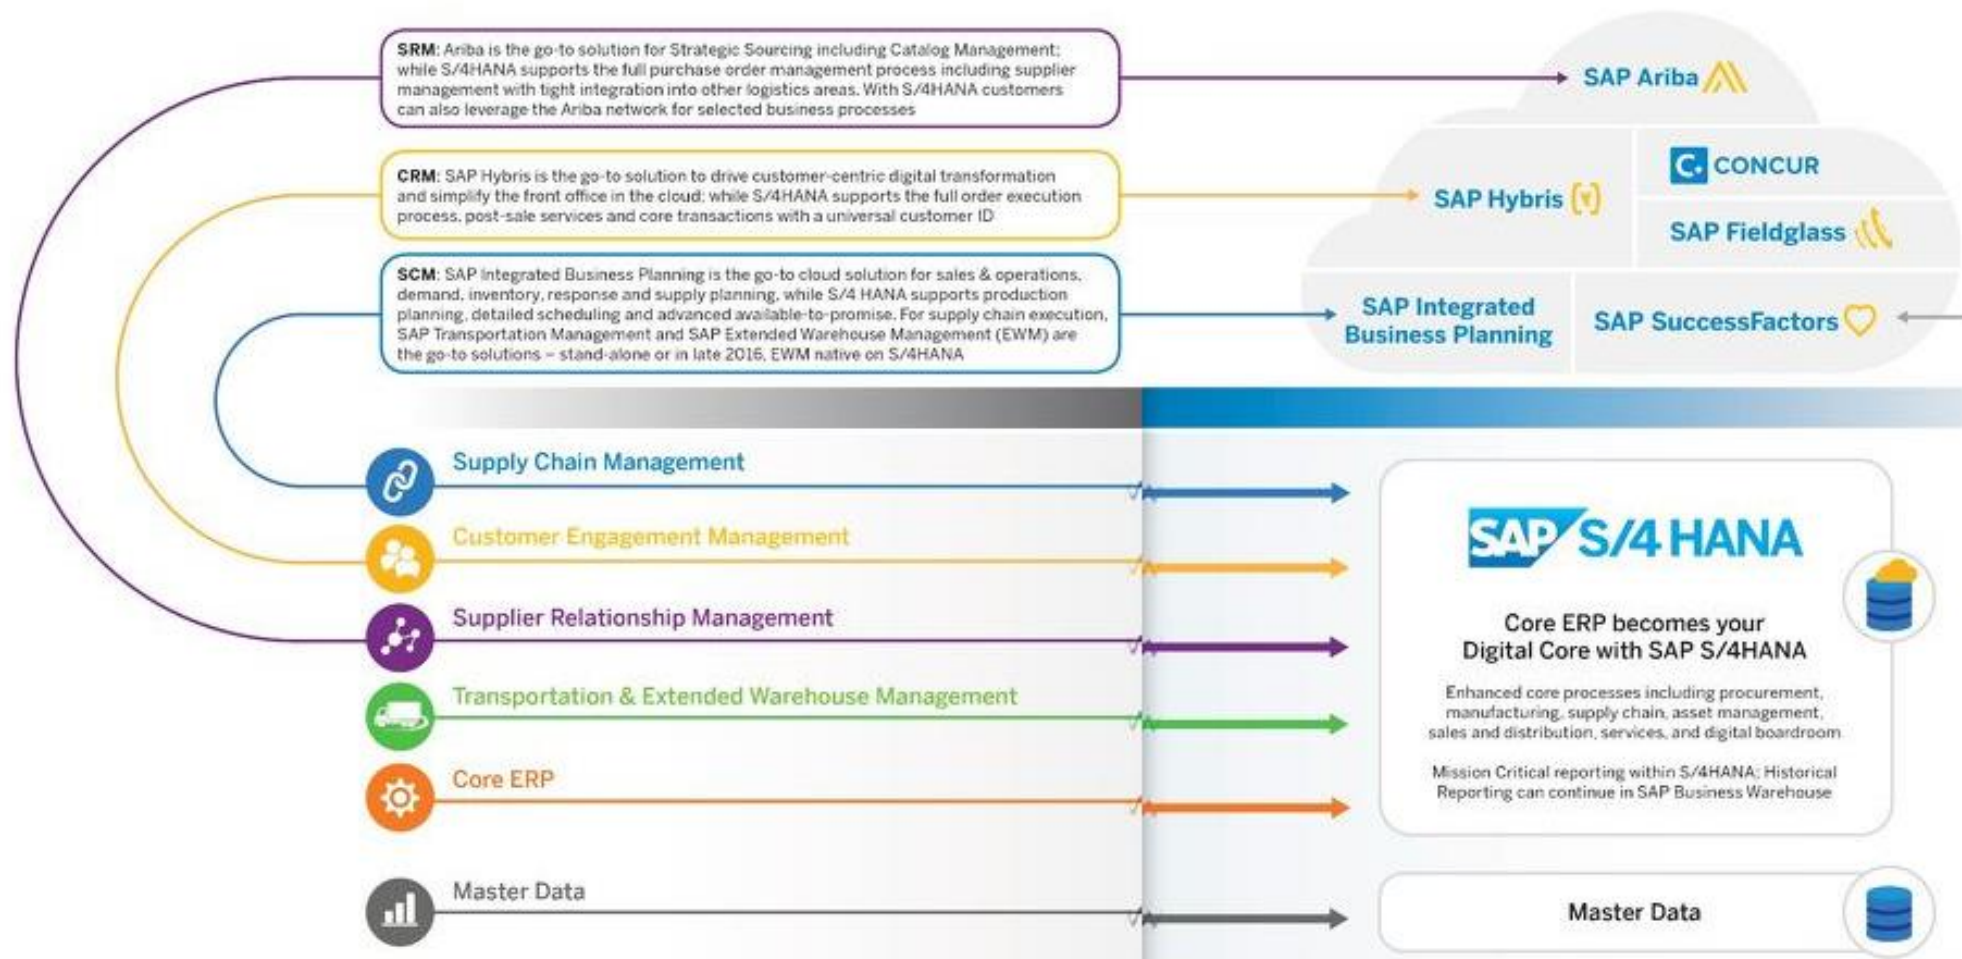 SRM: Ariba is the go-to solution for Strategic Sourcing including Catalog Management;
while S/4HANA supports the full purchase order management process including supplier
management with tight integration into other logistics areas. With S/4HANA customers
can also leverage the Ariba network for selected business processes
SAP Ariba
CRM: SAP Hybris is the go-to solution to drive customer-centric digital transformation
and simplify the front office in the cloud; while S/4HANA supports the full order execution
process, post-sale services and core transactions with a universal customer ID
SAP Hybris
C. CONCUR
SAP Fieldglass
SCM: SAP Integrated Business Planning is the go-to cloud solution for sales & operations,
demand, inventory, response and supply planning, while S/4 HANA supports production
planning, detailed scheduling and advanced available-to-promise. For supply chain execution,
SAP Transportation Management and SAP Extended Warehouse Management (EWM) are
the go-to solutions – stand-alone or in late 2016, EWM native on S/4HANA
SAP Integrated
Business Planning
SAP SuccessFactors
Supply Chain Management
Customer Engagement Management
Supplier Relationship Management
Transportation & Extended Warehouse Management
Core ERP
Master Data
SAP S/4 HANA
Core ERP becomes your
Digital Core with SAP S/4HANA
Enhanced core processes including procurement,
manufacturing, supply chain, asset management,
sales and distribution, services, and digital boardroom
Mission Critical reporting within S/4HANA; Historical
Reporting can continue in SAP Business Warehouse
Master Data